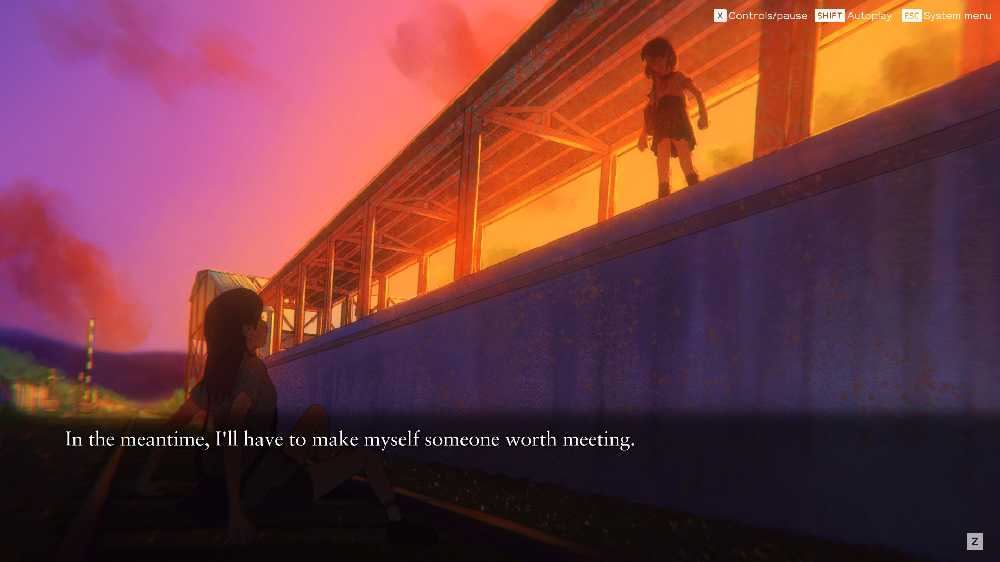 X Controls/pause SHIFT Autoplay ESC System menu
In the meantime, I'll have to make myself someone worth meeting.
Z